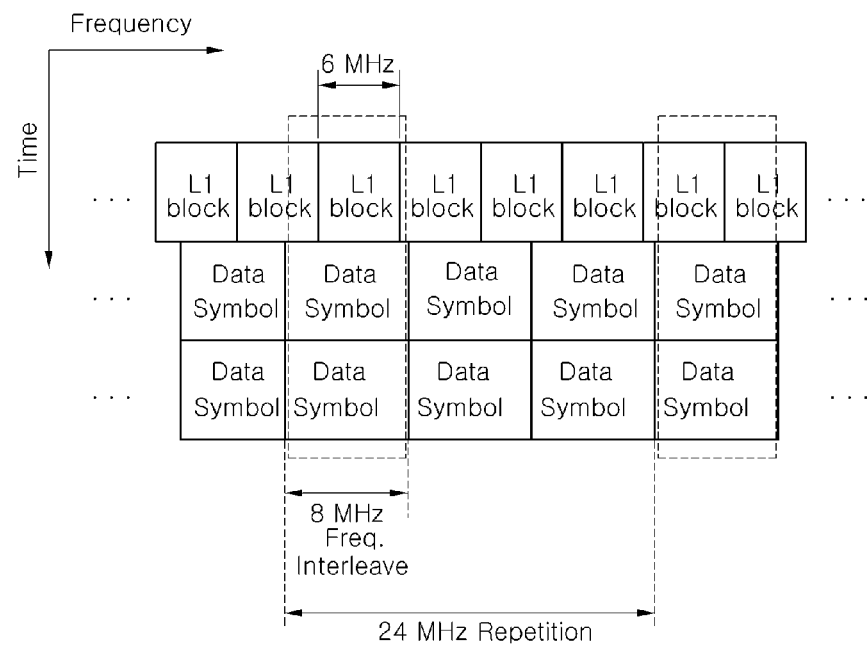 Frequency
6 MHz
Time
L1 L1 L1 L1 L1 L1 L1 L1
. . . block block block block block block block block . . .
Data Data Data Data Data
. . . Symbol Symbol Symbol Symbol Symbol . . .
Data Data Data Data Data
. . . Symbol Symbol Symbol Symbol Symbol . . .
8 MHz
Freq.
Interleave
24 MHz Repetition